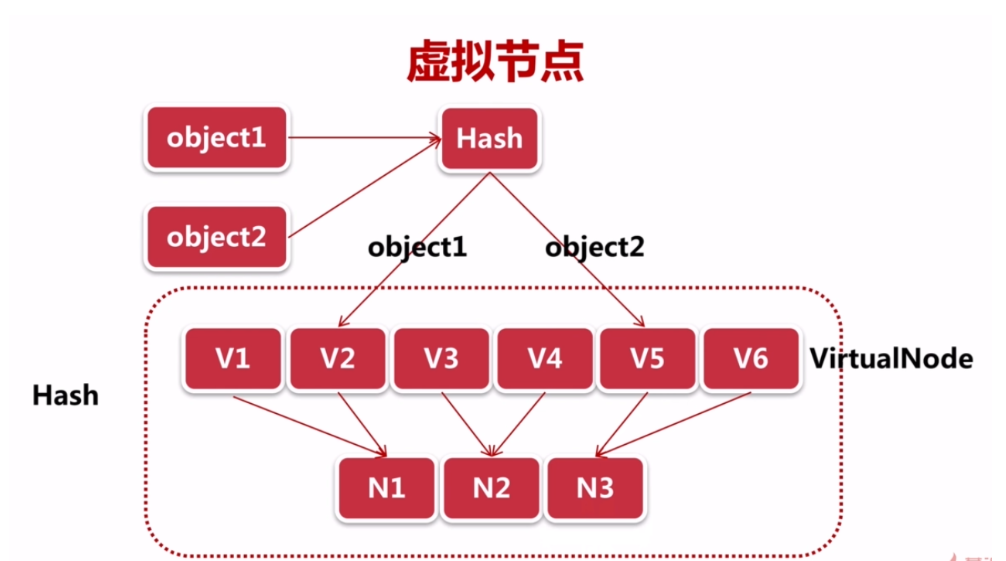 虚拟节点
object1
Hash
object2
object1
object2
V1
V2
V3
V4
V5
V6
VirtualNode
Hash
N1
N2
N3